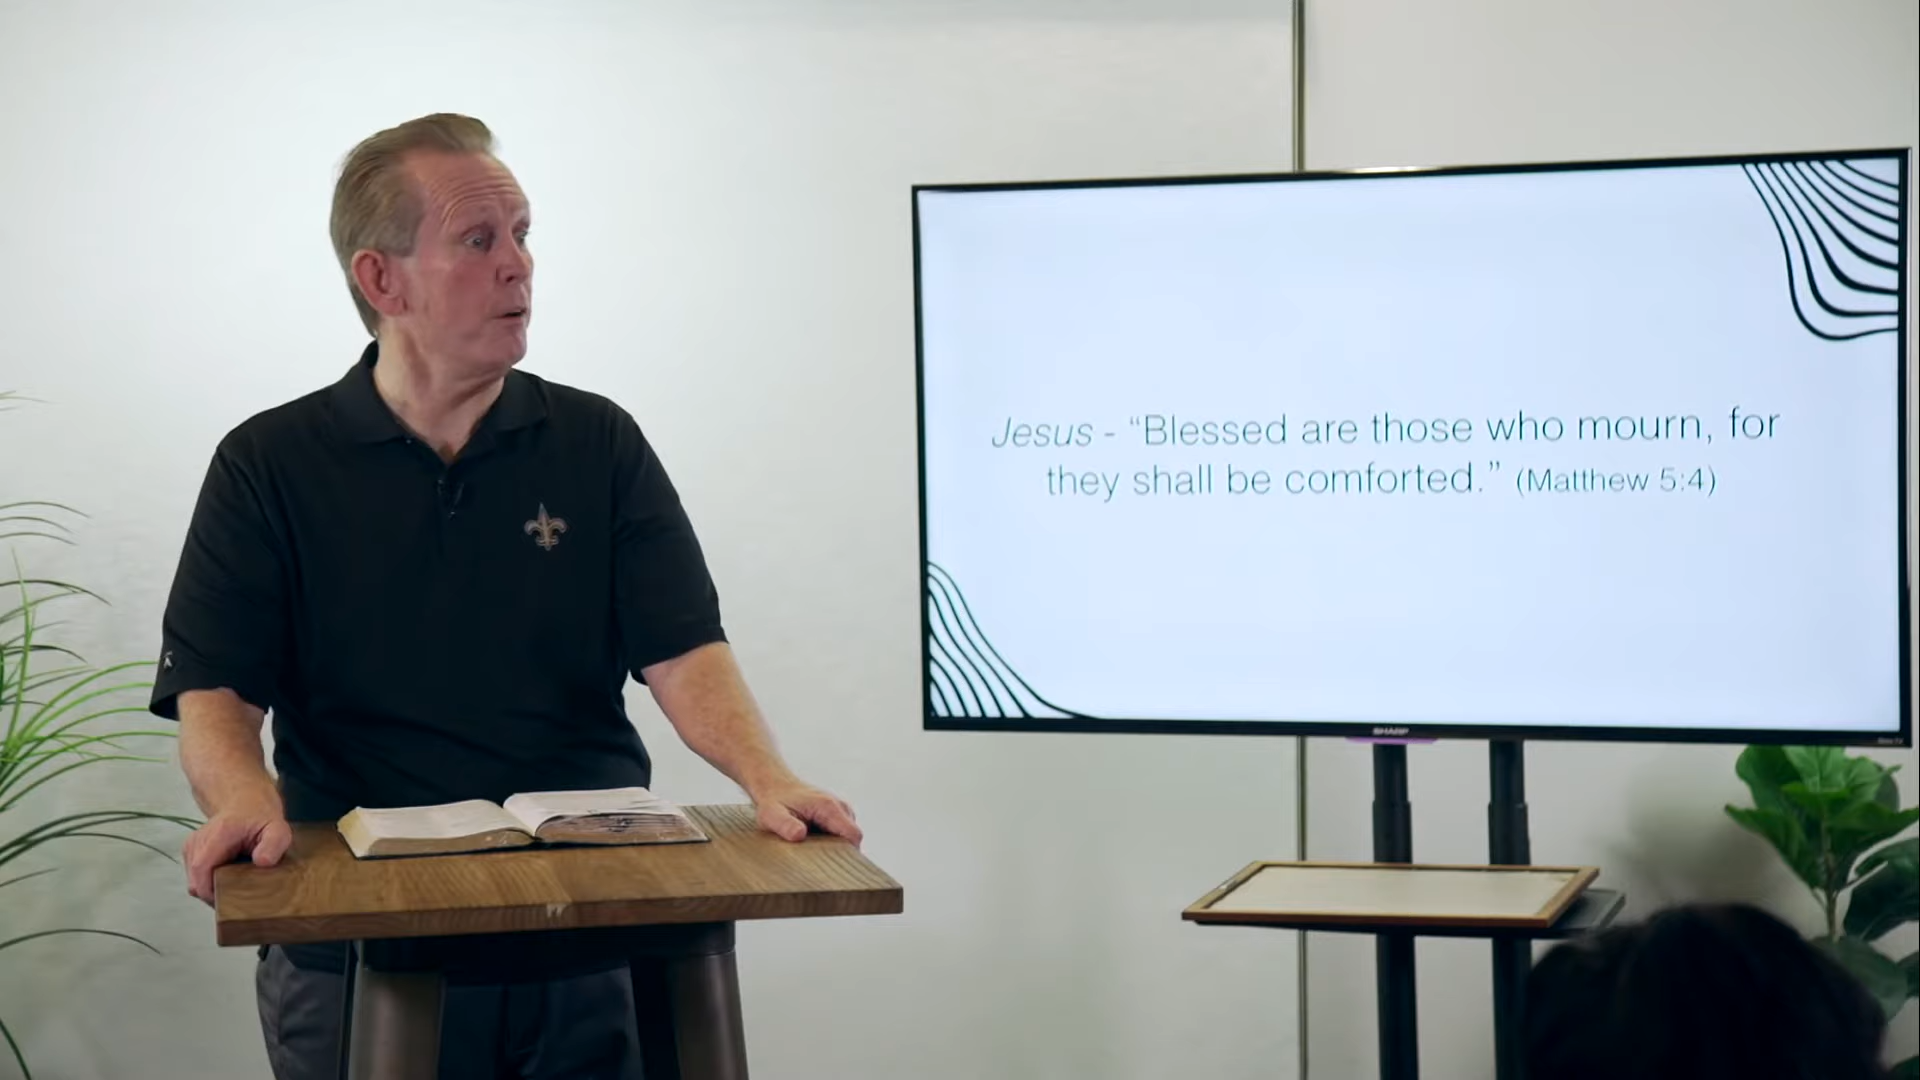 Jesus - “Blessed are those who mourn, for
they shall be comforted.” (Matthew 5:4)
SHARP